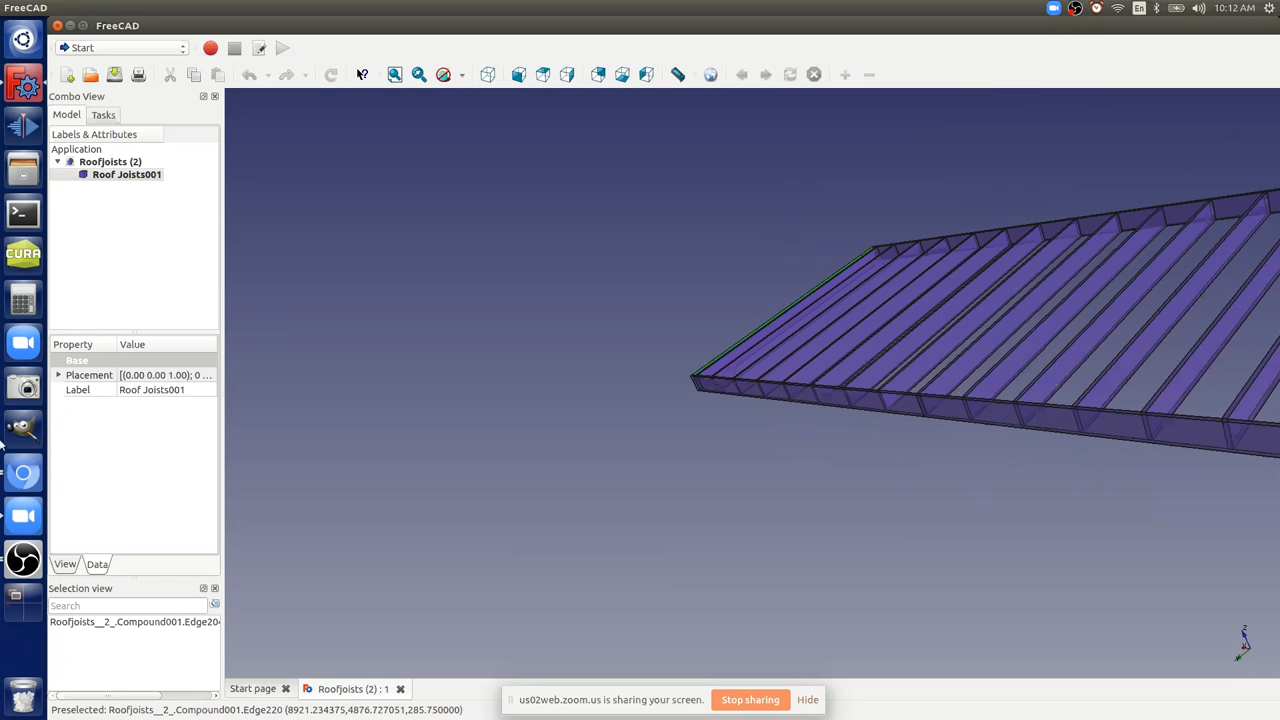 FreeCAD
En
10:12 AM
FreeCAD
Start
Combo View
Model
Tasks
Labels & Attributes
Application
Roofjoists (2)
Roof Joists001
Property
Value
Base
Placement
[(0.00 0.00 1.00); 0 ...
Label
Roof Joists001
View
Data
Selection view
Search
Roofjoists__2_.Compound001.Edge204
Start page
Roofjoists (2) : 1
us02web.zoom.us is sharing your screen.
Stop sharing
Hide
Preselected: Roofjoists__2_.Compound001.Edge220 (8921.234375,4876.727051,285.750000)
CURA
z